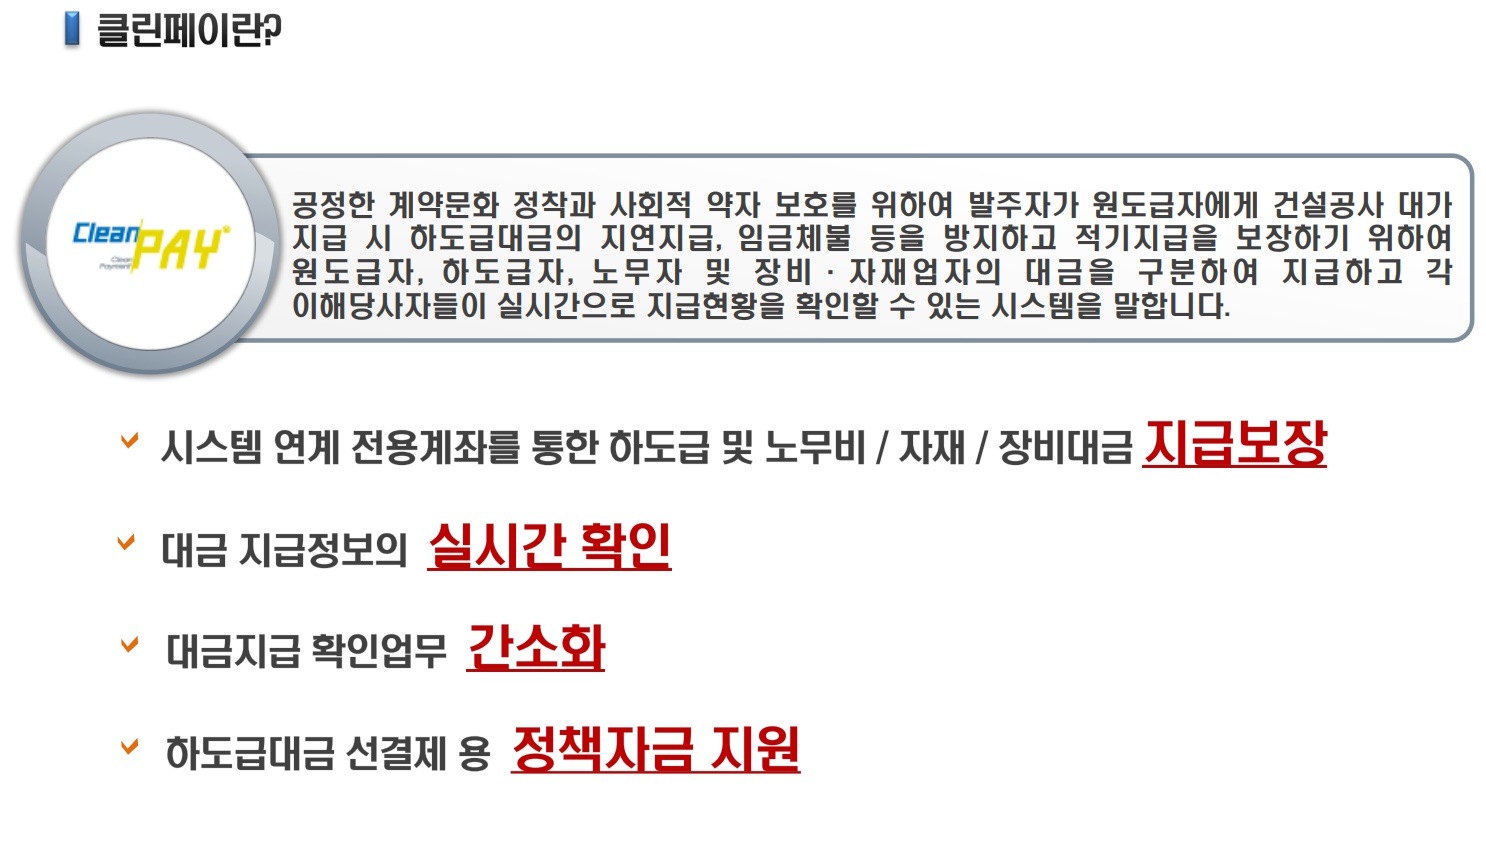 클린페이란?
Clean PAY
Clean
Payment
공정한 계약문화 정착과 사회적 약자 보호를 위하여 발주자가 원도급자에게 건설공사 대가
지급 시 하도급대금의 지연지급, 임금체불 등을 방지하고 적기지급을 보장하기 위하여
원도급자, 하도급자, 노무자 및 장비 · 자재업자의 대금을 구분하여 지급하고 각
이해당사자들이 실시간으로 지급현황을 확인할 수 있는 시스템을 말합니다.
시스템 연계 전용계좌를 통한 하도급 및 노무비 / 자재 / 장비대금 지급보장
대금 지급정보의 실시간 확인
대금지급 확인업무 간소화
하도급대금 선결제 용 정책자금 지원